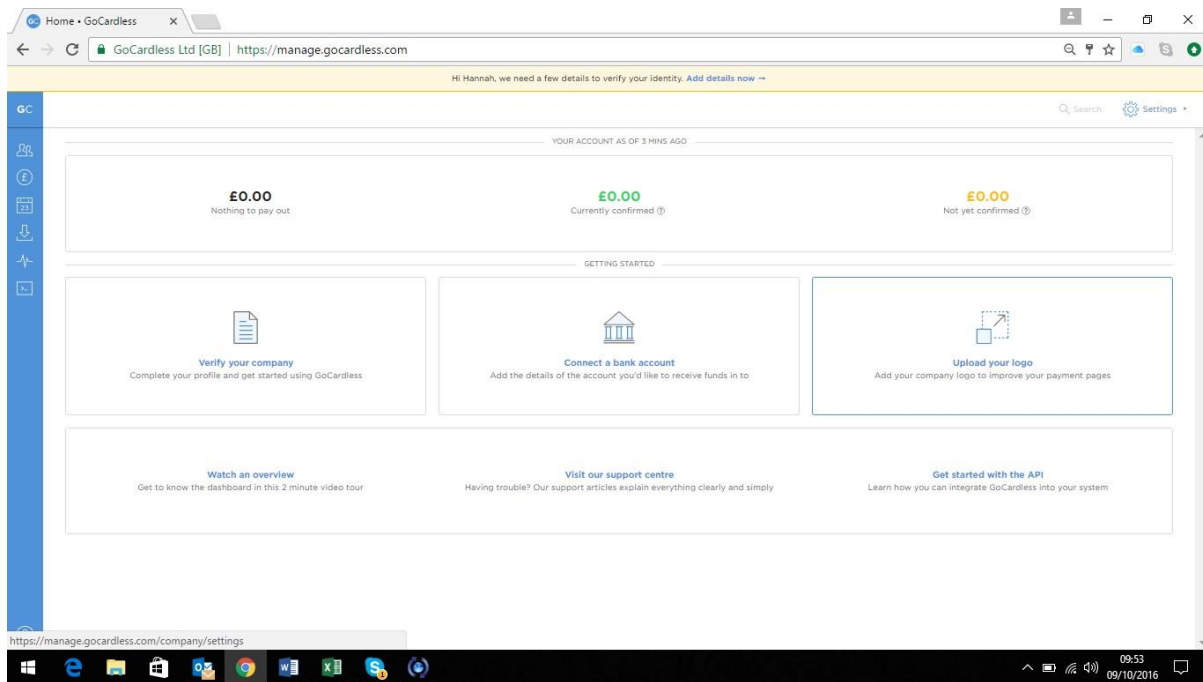 Home • GoCardless
GoCardless Ltd [GB] | https://manage.gocardless.com
Hi Hannah, we need a few details to verify your identity. Add details now →
GC
Search
Settings
YOUR ACCOUNT AS OF 3 MINS AGO
£0.00
Nothing to pay out
£0.00
Currently confirmed ?
£0.00
Not yet confirmed ?
GETTING STARTED
Verify your company
Complete your profile and get started using GoCardless
Connect a bank account
Add the details of the account you'd like to receive funds in to
Upload your logo
Add your company logo to improve your payment pages
Watch an overview
Get to know the dashboard in this 2 minute video tour
Visit our support centre
Having trouble? Our support articles explain everything clearly and simply
Get started with the API
Learn how you can integrate GoCardless into your system
https://manage.gocardless.com/company/settings
09:53
09/10/2016